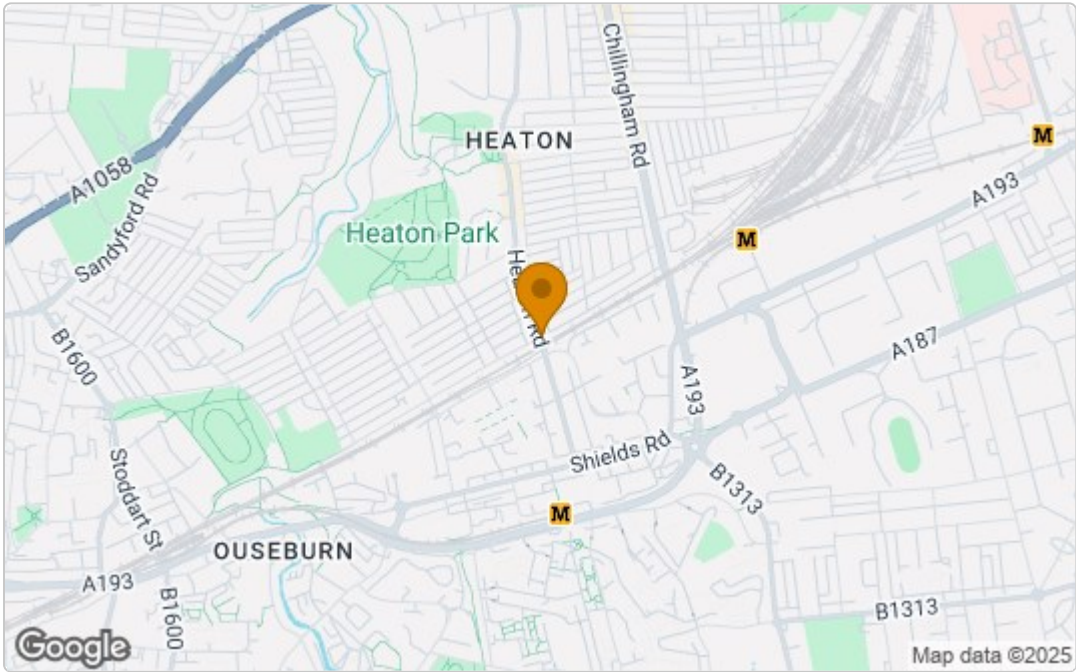 Chillingham Rd
HEATON
M
A1058
A193
Sandyford Rd
Heaton Park
M
Rd
B1600
A187
A193
Shields Rd
Stoddart St
B1313
M
OUSEBURN
A193
B1600
B1313
Google
Map data ©2025